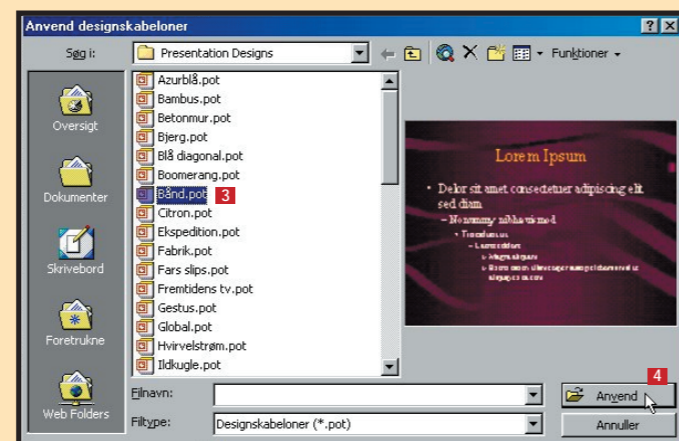 Anvend designskabeloner
Søg i: Presentation Designs Funktioner
Oversigt
Dokumenter
Skrivebord
Foretrukne
Web Folders
Azurblå.pot
Bambus.pot
Betonmur.pot
Bjerg.pot
Blå diagonal.pot
Boomerang.pot
Bånd.pot 3
Citron.pot
Ekspedition.pot
Fabrik.pot
Fars slips.pot
Fremtidens tv.pot
Gestus.pot
Global.pot
Hvirvelstrøm.pot
Ildkugle.pot
Lorem Ipsum
• Delor sit amet consectetuer adipiscing elit
sed diam
– Nonummy nibh
Filnavn:
4
Anvend
Filtype: Designskabeloner (*.pot)
Annuller